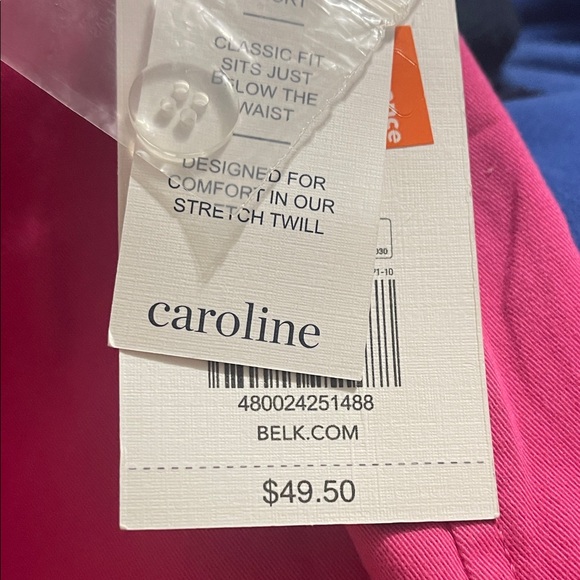 CLASSIC FIT
SITS JUST
BELOW THE
WAIST
DESIGNED FOR
COMFORT IN OUR
STRETCH TWILL
caroline
480024251488
BELK.COM
$49.50